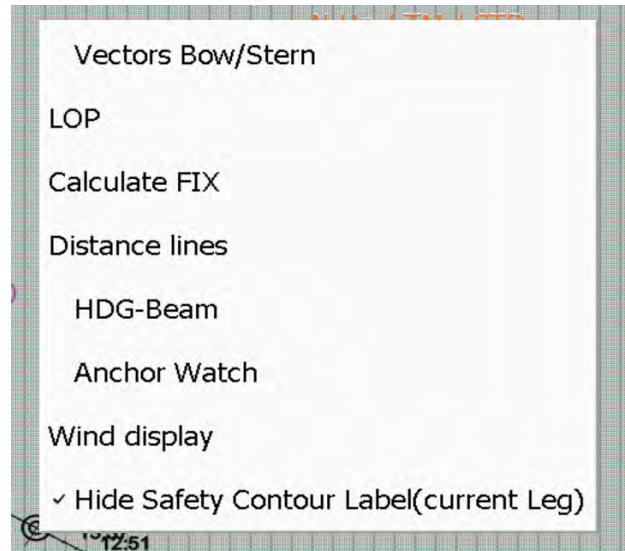 Vectors Bow/Stern
LOP
Calculate FIX
Distance lines
HDG-Beam
Anchor Watch
Wind display
✓ Hide Safety Contour Label(current Leg)
12:51